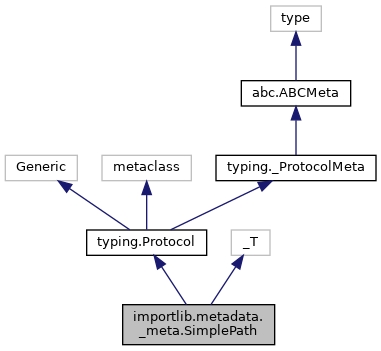 type
abc.ABCMeta
Generic
metaclass
typing._ProtocolMeta
typing.Protocol
_T
importlib.metadata.
_meta.SimplePath